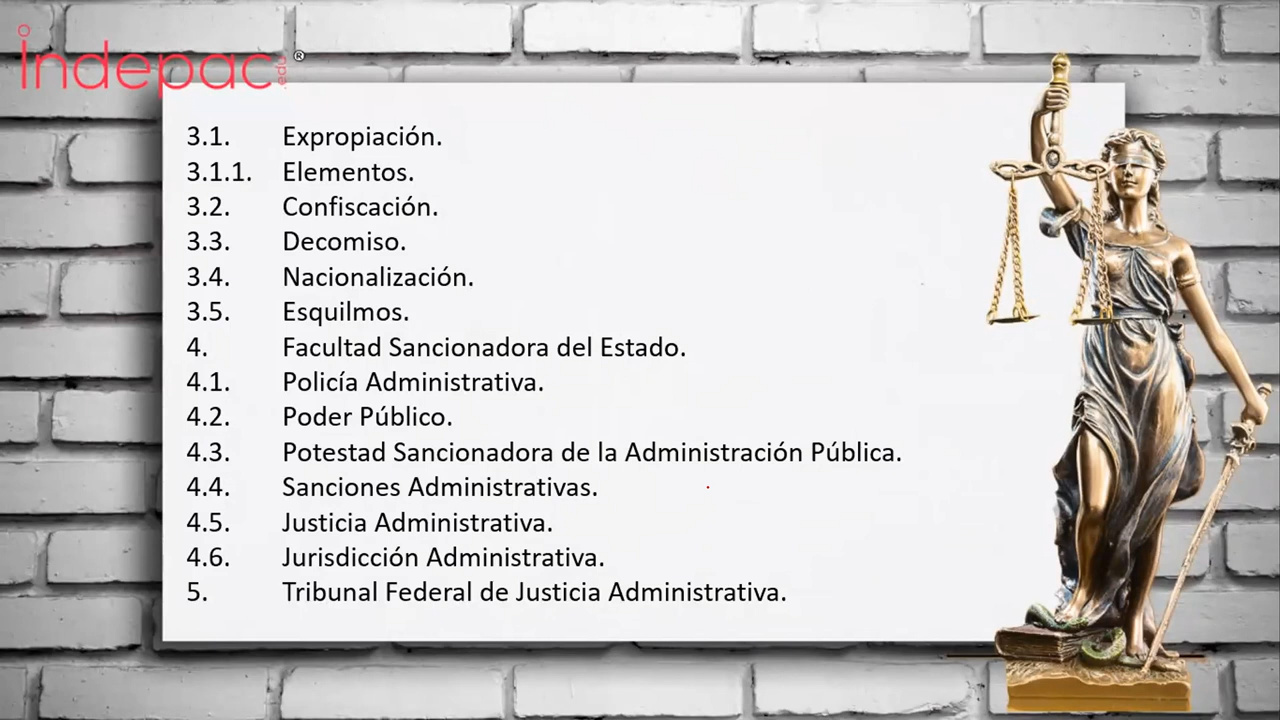 indepac.edu®
3.1. Expropiación.
3.1.1. Elementos.
3.2. Confiscación.
3.3. Decomiso.
3.4. Nacionalización.
3.5. Esquilmos.
4. Facultad Sancionadora del Estado.
4.1. Policía Administrativa.
4.2. Poder Público.
4.3. Potestad Sancionadora de la Administración Pública.
4.4. Sanciones Administrativas.
4.5. Justicia Administrativa.
4.6. Jurisdicción Administrativa.
5. Tribunal Federal de Justicia Administrativa.